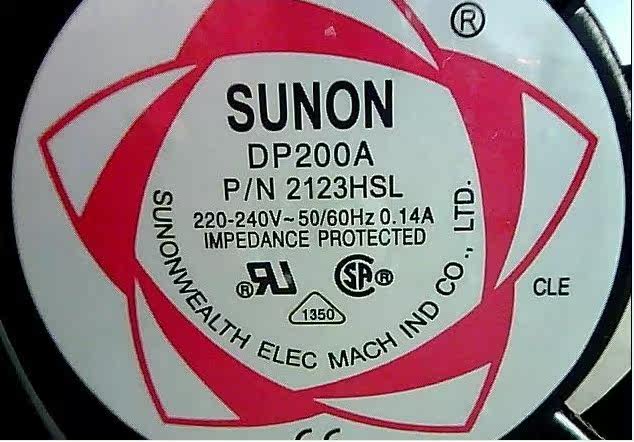 ®
SUNON
DP200A
P/N 2123HSL
220-240V~50/60Hz 0.14A
IMPEDANCE PROTECTED
1350
SUNONWEALTH ELEC MACH IND CO., LTD.
CLE